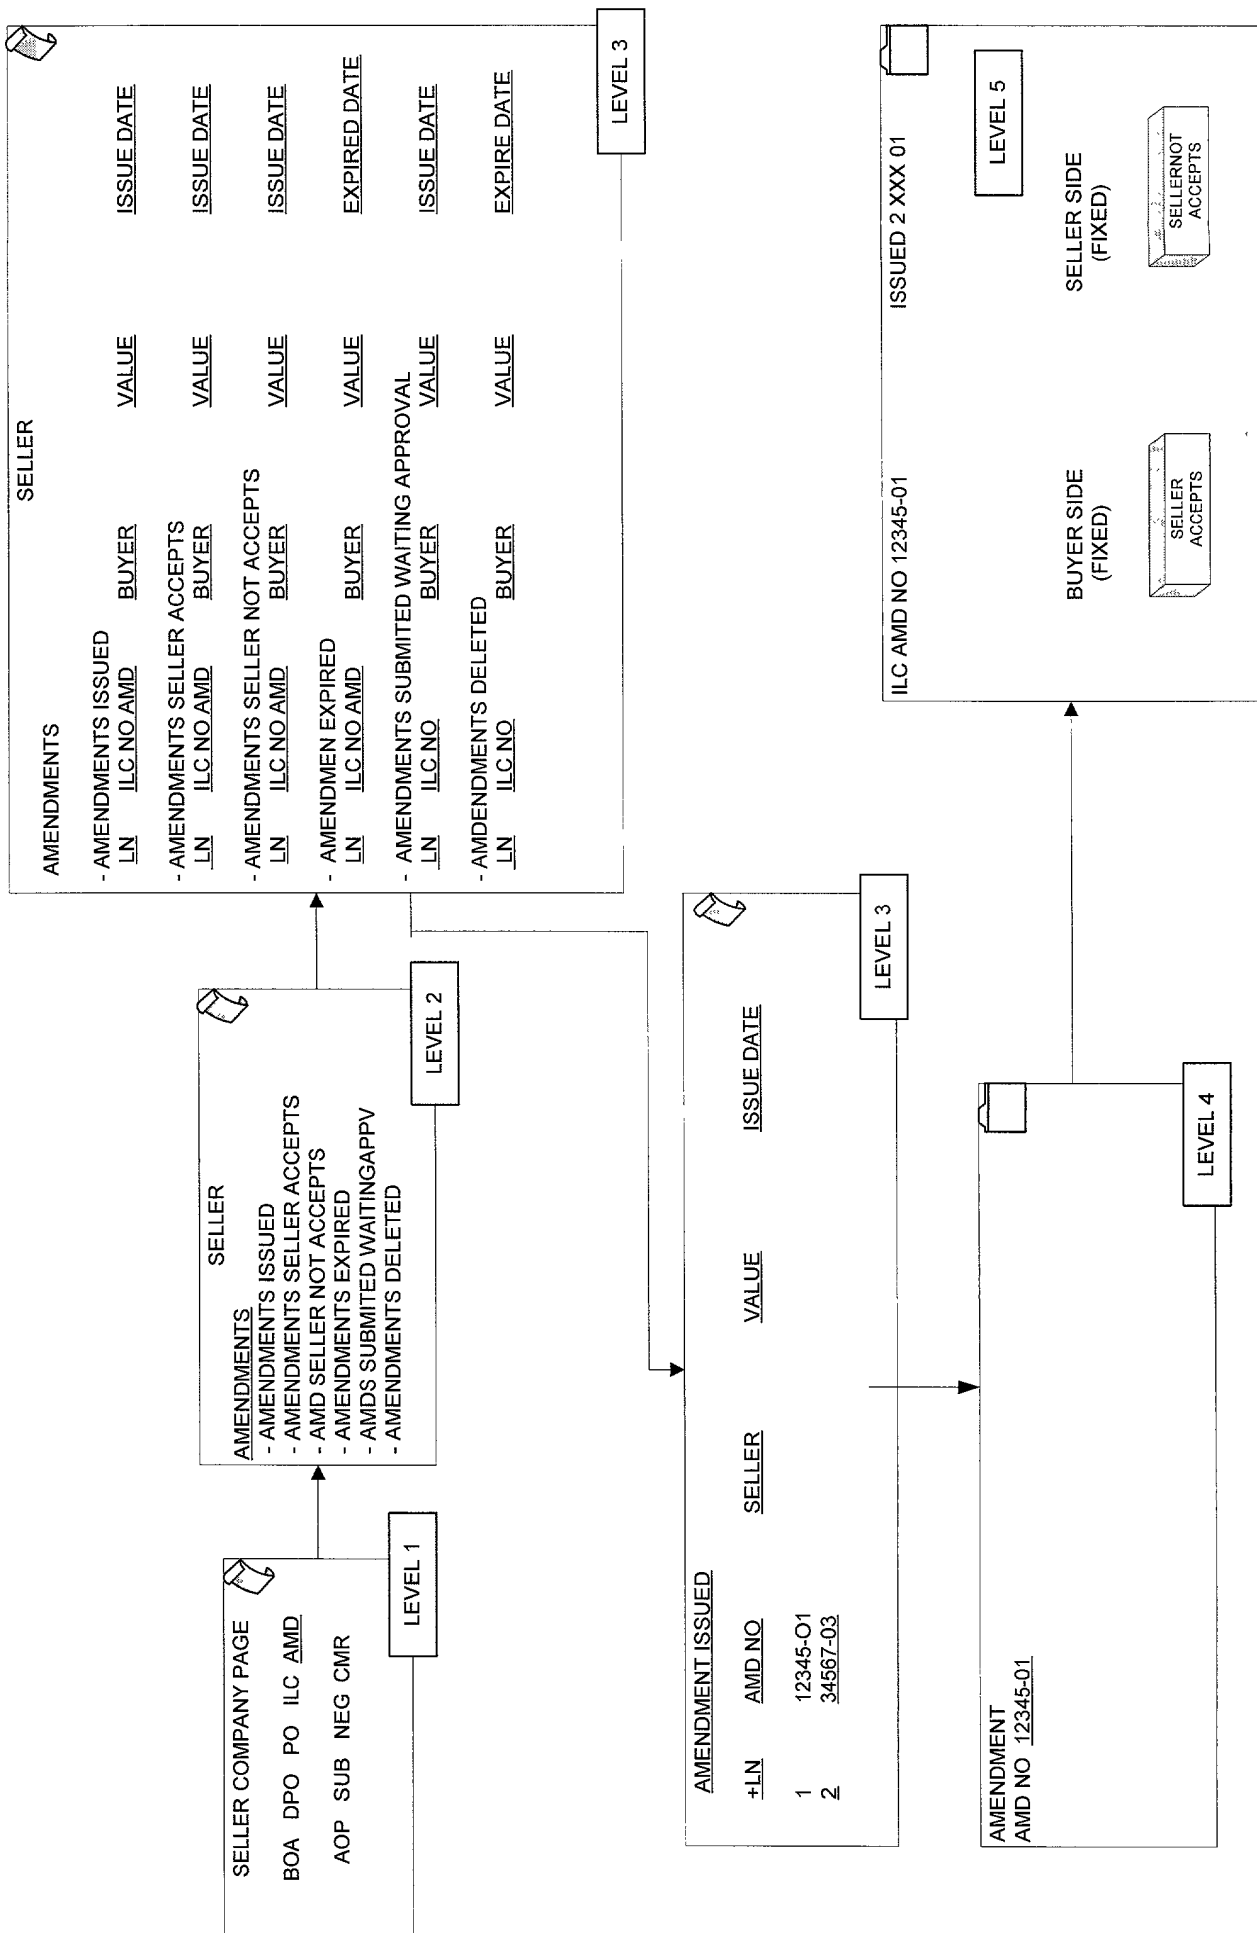 SELLER COMPANY PAGE
BOA DPO PO ILC AMD
AOP SUB NEG CMR
LEVEL 1
SELLER
AMENDMENTS
- AMENDMENTS ISSUED
- AMENDMENTS SELLER ACCEPTS
- AMD SELLER NOT ACCEPTS
- AMENDMENTS EXPIRED
- AMDS SUBMITED WAITINGAPPV
- AMENDMENTS DELETED
LEVEL 2
SELLER
AMENDMENTS
- AMENDMENTS ISSUED
LN ILC NO AMD BUYER VALUE ISSUE DATE
- AMENDMENTS SELLER ACCEPTS
LN ILC NO AMD BUYER VALUE ISSUE DATE
- AMENDMENTS SELLER NOT ACCEPTS
LN ILC NO AMD BUYER VALUE ISSUE DATE
- AMENDMEN EXPIRED
LN ILC NO AMD BUYER VALUE EXPIRED DATE
- AMENDMENTS SUBMITED WAITING APPROVAL
LN ILC NO BUYER VALUE ISSUE DATE
- AMDENDMENTS DELETED
LN ILC NO BUYER VALUE EXPIRE DATE
LEVEL 3
AMENDMENT ISSUED
+LN AMD NO SELLER VALUE ISSUE DATE
1 12345-O1
2 34567-03
LEVEL 3
AMENDMENT
AMD NO 12345-01
LEVEL 4
ILC AMD NO 12345-01 ISSUED 2 XXX 01
LEVEL 5
BUYER SIDE
(FIXED)
SELLER SIDE
(FIXED)
SELLER
ACCEPTS
SELLERNOT
ACCEPTS